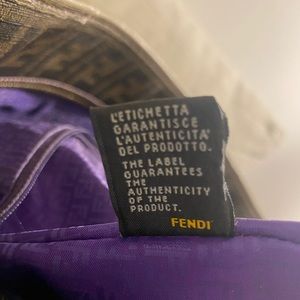 L'ETICHETTA
GARANTISCE
L'AUTENTICITA'
DEL PRODOTTO.
THE LABEL
GUARANTEES
THE
AUTHENTICITY
OF THE
PRODUCT.
FENDI